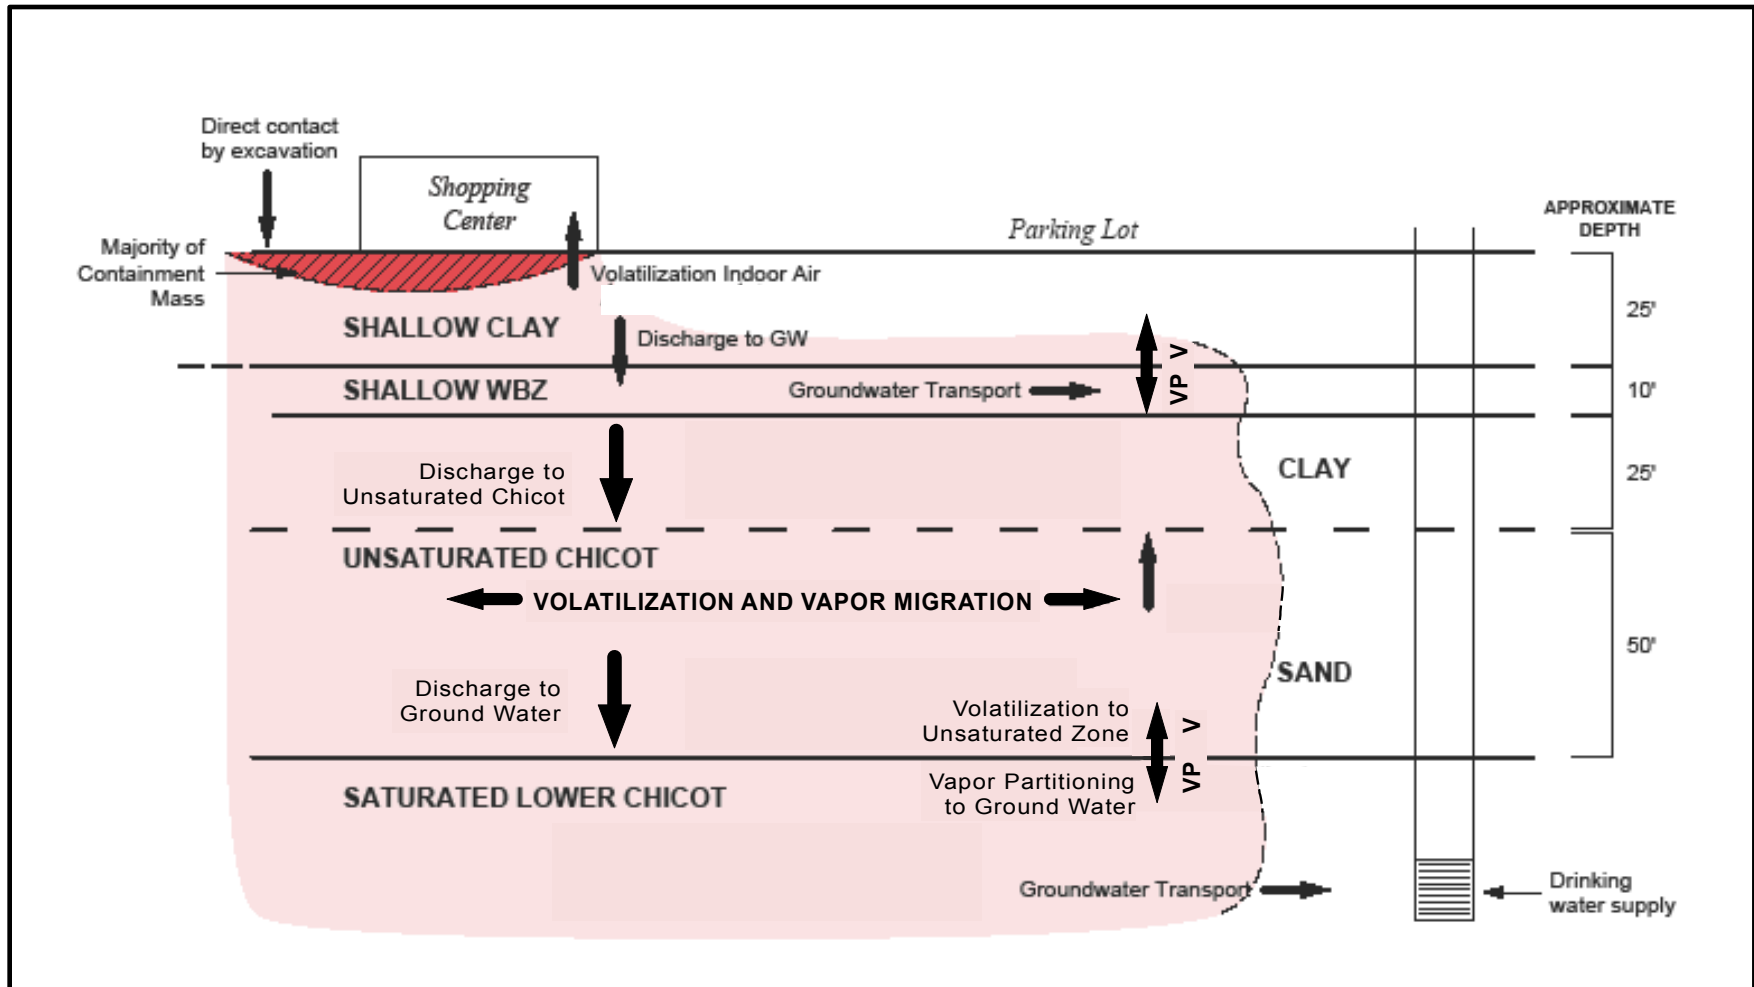 Direct contact
by excavation
Shopping
Center
Parking Lot
APPROXIMATE
DEPTH
Majority of
Containment
Mass
Volatilization Indoor Air
25'
SHALLOW CLAY
Discharge to GW
VP V
SHALLOW WBZ
Groundwater Transport
10'
Discharge to
Unsaturated Chicot
CLAY
25'
UNSATURATED CHICOT
VOLATILIZATION AND VAPOR MIGRATION
50'
SAND
Discharge to
Ground Water
Volatilization to
Unsaturated Zone
VP V
Vapor Partitioning
to Ground Water
SATURATED LOWER CHICOT
Groundwater Transport
Drinking
water supply